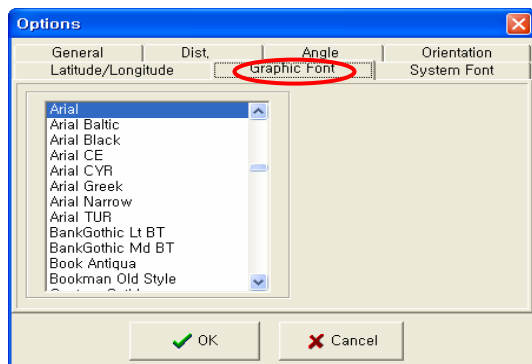 Options
General Dist. Angle Orientation
Latitude/Longitude Graphic Font System Font
Arial
Arial Baltic
Arial Black
Arial CE
Arial CYR
Arial Greek
Arial Narrow
Arial TUR
BankGothic Lt BT
BankGothic Md BT
Book Antiqua
Bookman Old Style
OK Cancel